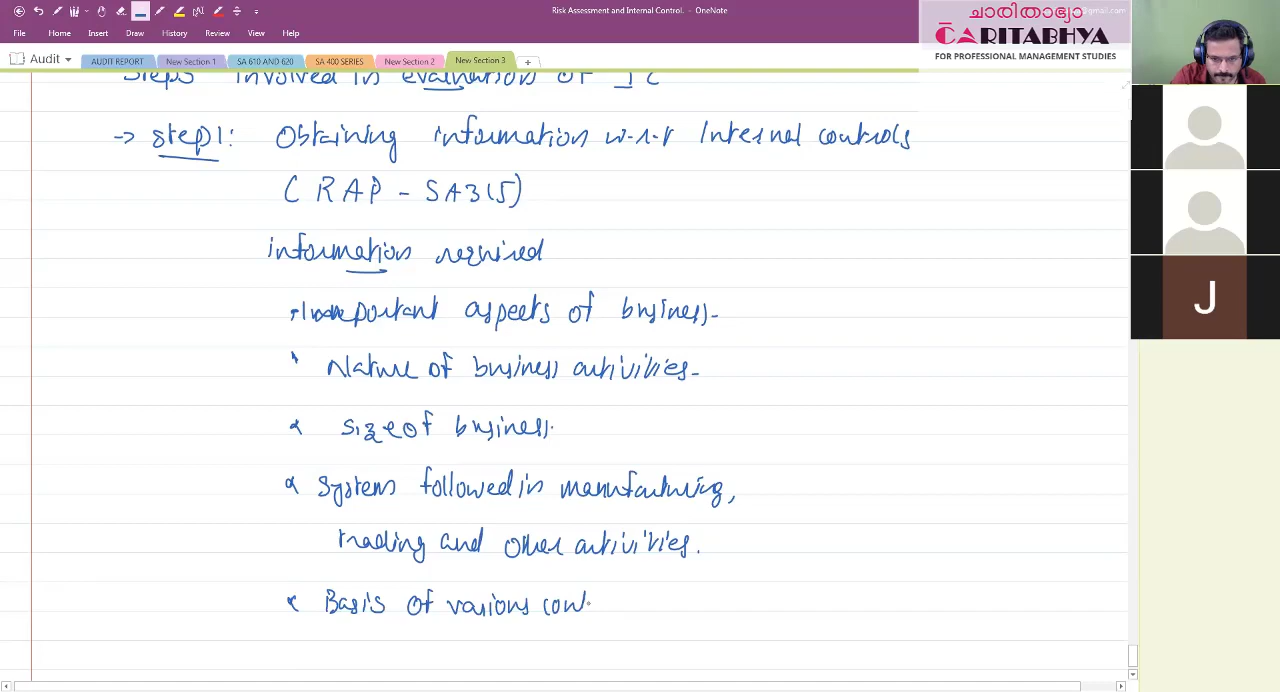 Risk Assessment and Internal Control. - OneNote
File Home Insert Draw History Review View Help
ചാരിതാഭ്യാ
CARITABHYA
FOR PROFESSIONAL MANAGEMENT STUDIES
Audit AUDIT REPORT New Section 1 SA 610 AND 620 SA 400 SERIES New Section 2 New Section 3 +
Steps involved in evaluation of IC
→ Step1: Obtaining information w.r.t Internal controls
(RAP - SA315)
information required
Important aspects of business.
Nature of business activities.
Size of business.
System followed in manufacturing,
trading and other activities.
Basis of various cont
J